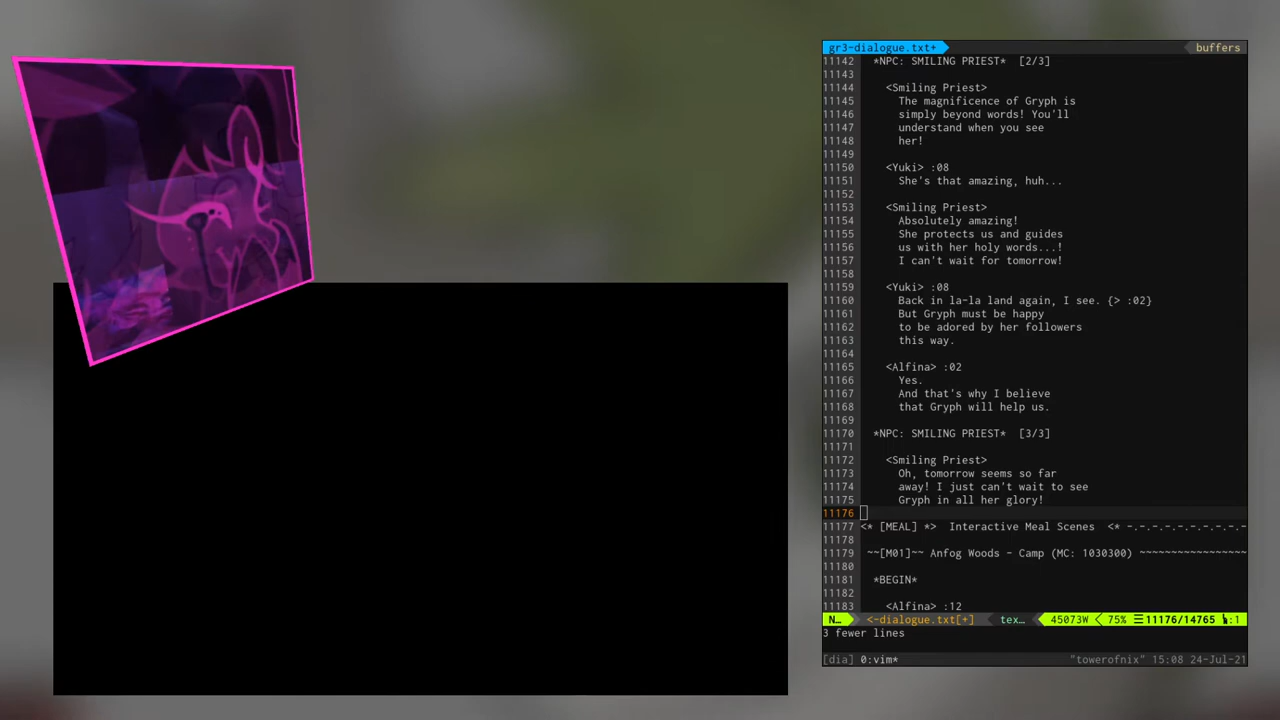 gr3-dialogue.txt+ buffers
11142 *NPC: SMILING PRIEST* [2/3]
11143
11144 <Smiling Priest>
11145 The magnificence of Gryph is
11146 simply beyond words! You'll
11147 understand when you see
11148 her!
11149
11150 <Yuki> :08
11151 She's that amazing, huh...
11152
11153 <Smiling Priest>
11154 Absolutely amazing!
11155 She protects us and guides
11156 us with her holy words...!
11157 I can't wait for tomorrow!
11158
11159 <Yuki> :08
11160 Back in la-la land again, I see. {> :02}
11161 But Gryph must be happy
11162 to be adored by her followers
11163 this way.
11164
11165 <Alfina> :02
11166 Yes.
11167 And that's why I believe
11168 that Gryph will help us.
11169
11170 *NPC: SMILING PRIEST* [3/3]
11171
11172 <Smiling Priest>
11173 Oh, tomorrow seems so far
11174 away! I just can't wait to see
11175 Gryph in all her glory!
11176
11177 <* [MEAL] *> Interactive Meal Scenes <* -.-.-.-.-.-.-.-.-.-
11178
11179 ~~[M01]~~ Anfog Woods - Camp (MC: 1030300) ~~~~~~~~~~~~~~~~~
11180
11181 *BEGIN*
11182
11183 <Alfina> :12
N… <-dialogue.txt[+] tex… 45073W 75% ☰11176/14765 :1
3 fewer lines
[dia] 0:vim* "towerofnix" 15:08 24-Jul-21